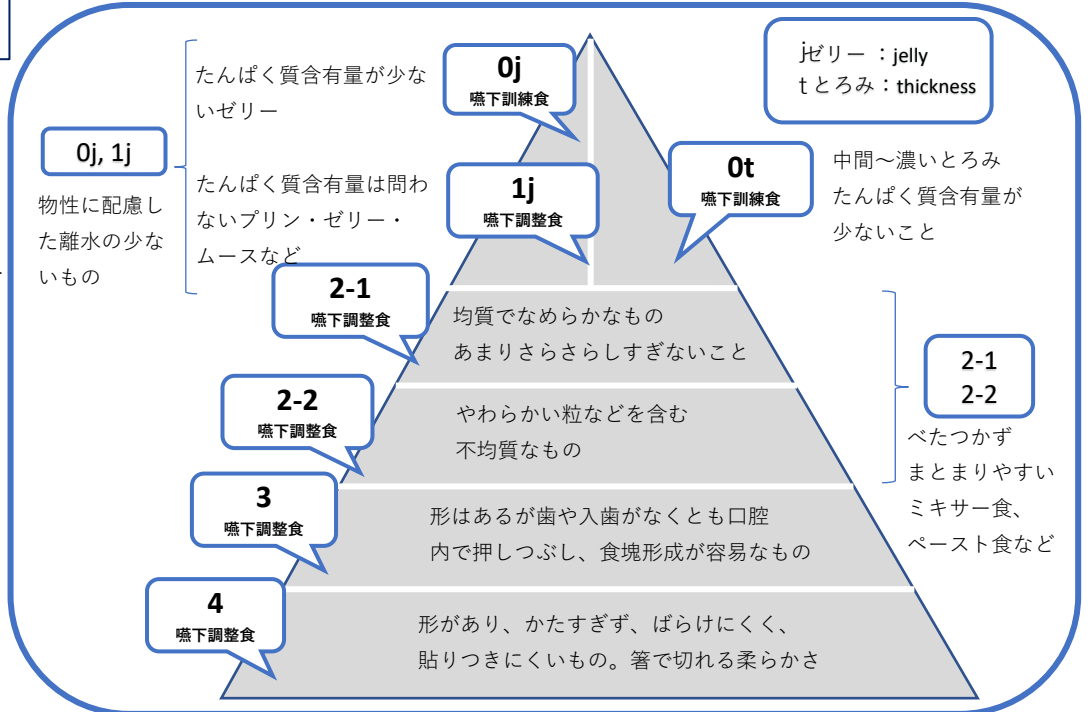 jゼリー ：jelly
tとろみ：thickness
0j
嚥下訓練食
たんぱく質含有量が少な
いゼリー
0j, 1j
物性に配慮し
た離水の少な
いもの
たんぱく質含有量は問わ
ないプリン・ゼリー・
ムースなど
1j
嚥下調整食
0t
嚥下訓練食
中間～濃いとろみ
たんぱく質含有量が
少ないこと
2-1
嚥下調整食
均質でなめらかなもの
あまりさらさらしすぎないこと
2-2
嚥下調整食
やわらかい粒などを含む
不均質なもの
2-1
2-2
べたつかず
まとまりやすい
ミキサー食、
ペースト食など
3
嚥下調整食
形はあるが歯や入歯がなくとも口腔
内で押しつぶし、食塊形成が容易なもの
4
嚥下調整食
形があり、かたすぎず、ばらけにくく、
貼りつきにくいもの。箸で切れる柔らかさ